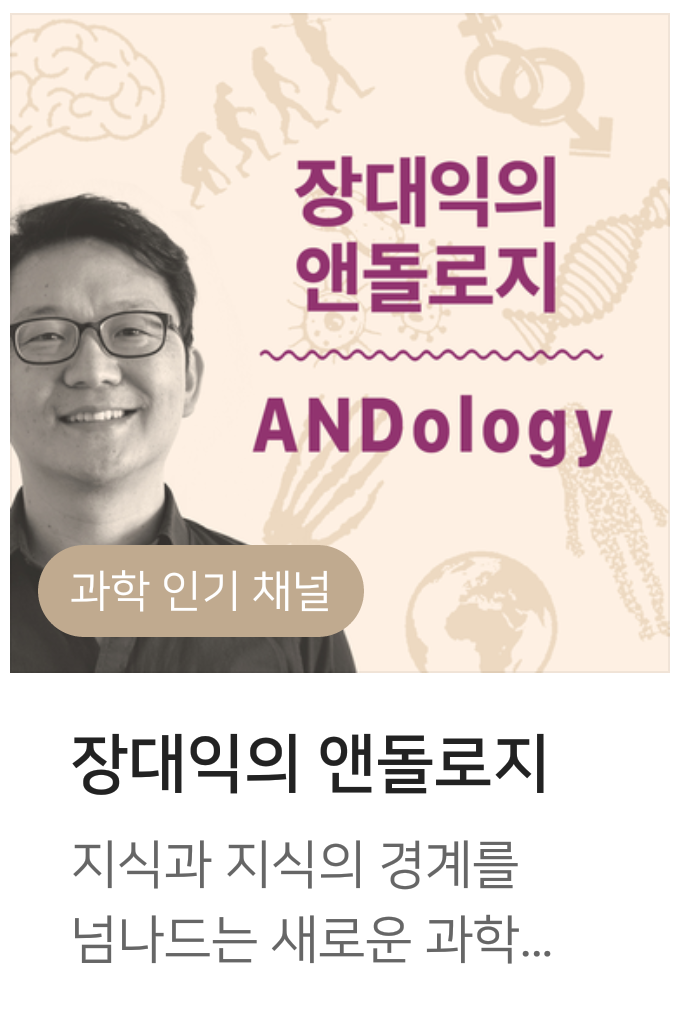 장대익의
앤돌로지
ANDology
과학 인기 채널
장대익의 앤돌로지
지식과 지식의 경계를
넘나드는 새로운 과학...